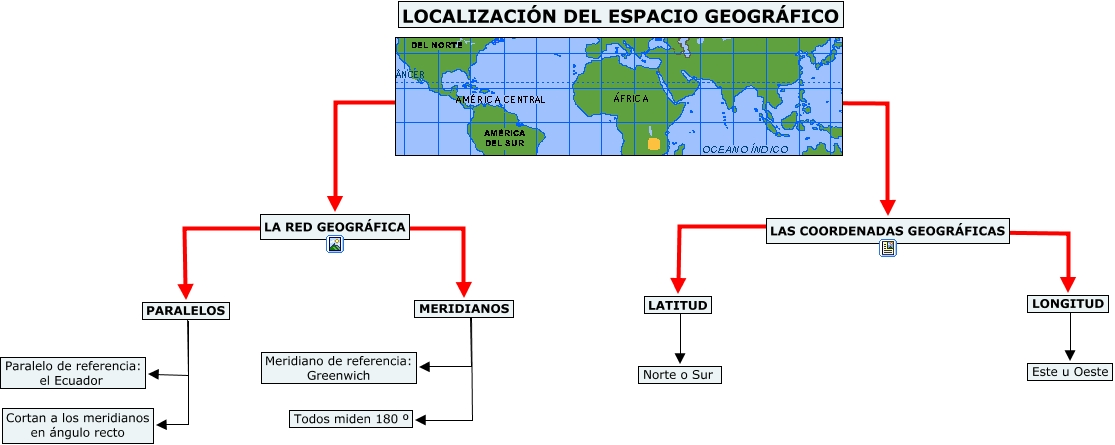 LOCALIZACIÓN DEL ESPACIO GEOGRÁFICO
DEL NORTE
ÁNCER
AMÉRICA CENTRAL
ÁFRICA
AMÉRICA
DEL SUR
OCEANO ÍNDICO
LA RED GEOGRÁFICA
LAS COORDENADAS GEOGRÁFICAS
PARALELOS
MERIDIANOS
LATITUD
LONGITUD
Paralelo de referencia:
el Ecuador
Meridiano de referencia:
Greenwich
Norte o Sur
Este u Oeste
Cortan a los meridianos
en ángulo recto
Todos miden 180 º